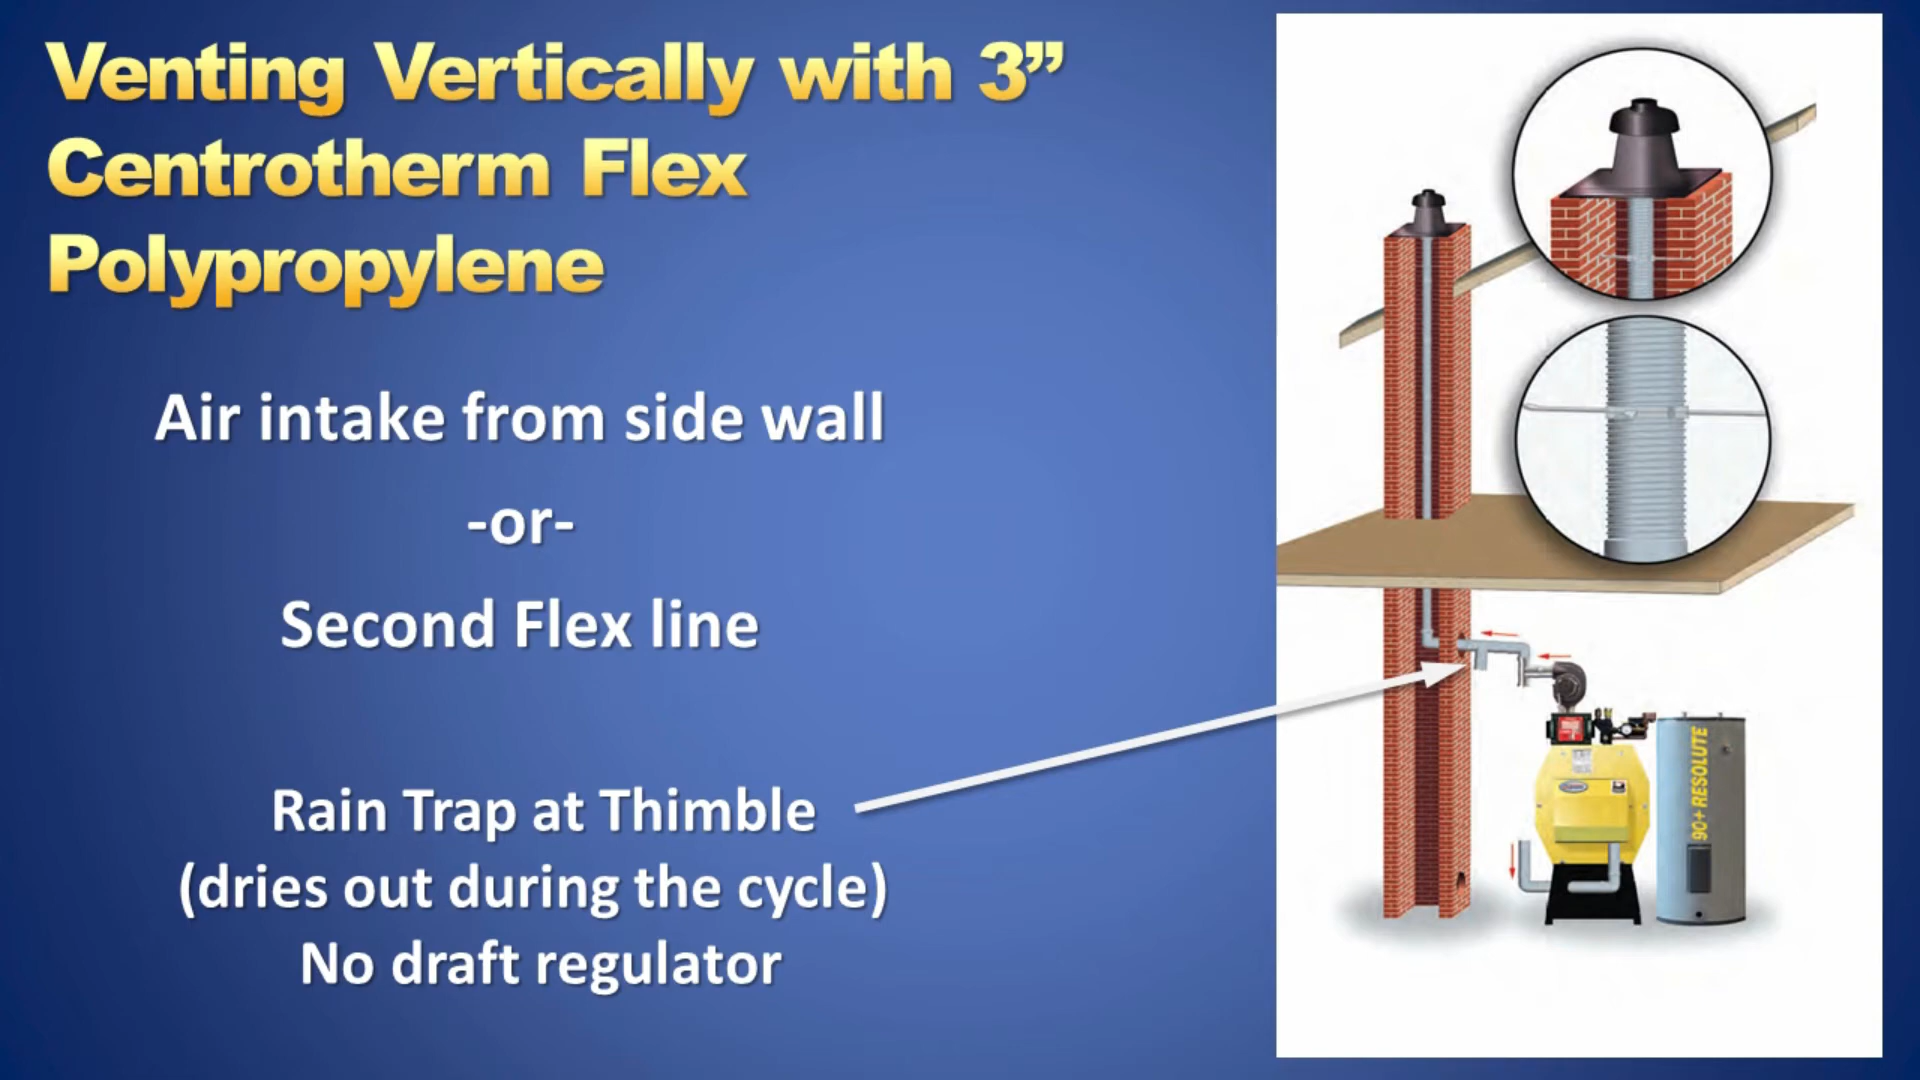 Venting Vertically with 3”
Centrotherm Flex
Polypropylene
Air intake from side wall
-or-
Second Flex line
Rain Trap at Thimble
(dries out during the cycle)
No draft regulator
90+ RESOLUTE